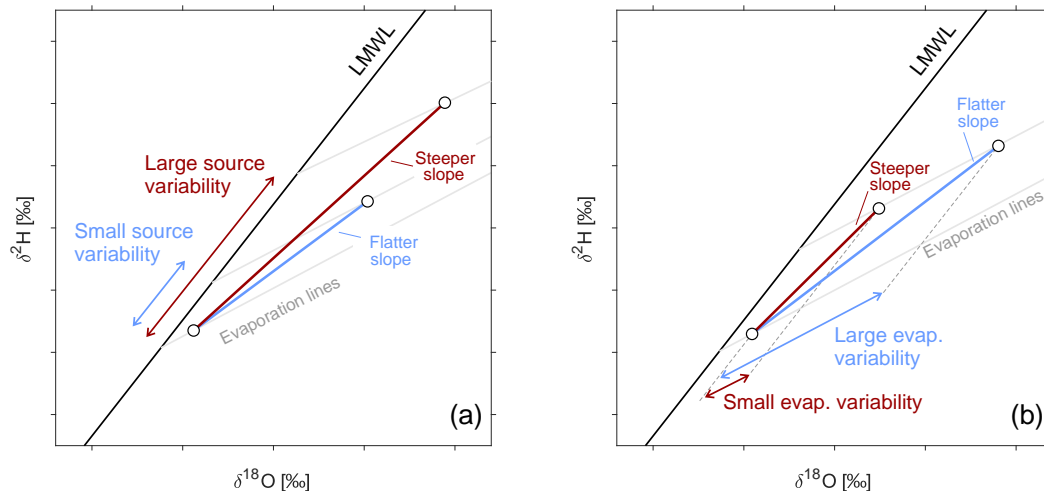 LMWL
Large source
variability
Small source
variability
Steeper
slope
Flatter
slope
Evaporation lines
(a)
δ²H [‰]
δ¹⁸O [‰]
LMWL
Flatter
slope
Steeper
slope
Evaporation lines
Large evap.
variability
Small evap. variability
(b)
δ²H [‰]
δ¹⁸O [‰]